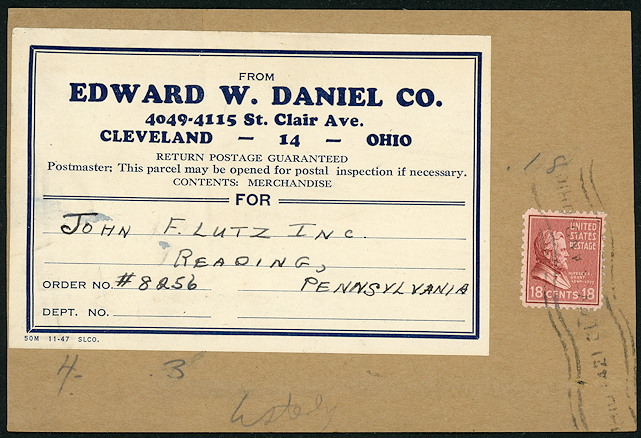 FROM
EDWARD W. DANIEL CO.
4049-4115 St. Clair Ave.
CLEVELAND — 14 — OHIO
RETURN POSTAGE GUARANTEED
Postmaster: This parcel may be opened for postal inspection if necessary.
CONTENTS: MERCHANDISE
FOR
JOHN F. LUTZ INC.
READING,
ORDER NO. #8256 PENNSYLVANIA
DEPT. NO.
50M 11-47 SLCO.
.18
UNITED
STATES
POSTAGE
18 CENTS 18
4. 3